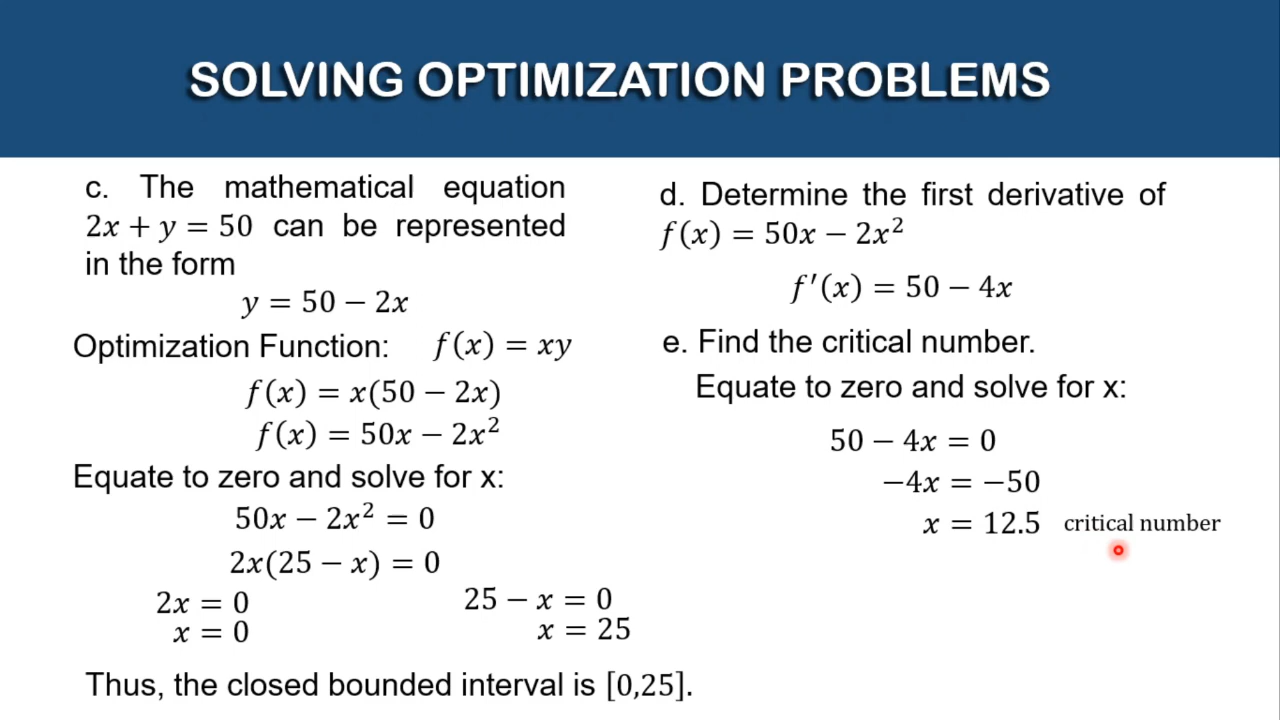 SOLVING OPTIMIZATION PROBLEMS
c. The mathematical equation
2x + y = 50 can be represented
in the form
y = 50 − 2x
Optimization Function: f(x) = xy
f(x) = x(50 − 2x)
f(x) = 50x − 2x²
Equate to zero and solve for x:
50x − 2x² = 0
2x(25 − x) = 0
2x = 0
x = 0
25 − x = 0
x = 25
Thus, the closed bounded interval is [0,25].
d. Determine the first derivative of
f(x) = 50x − 2x²
f′(x) = 50 − 4x
e. Find the critical number.
Equate to zero and solve for x:
50 − 4x = 0
−4x = −50
x = 12.5 critical number